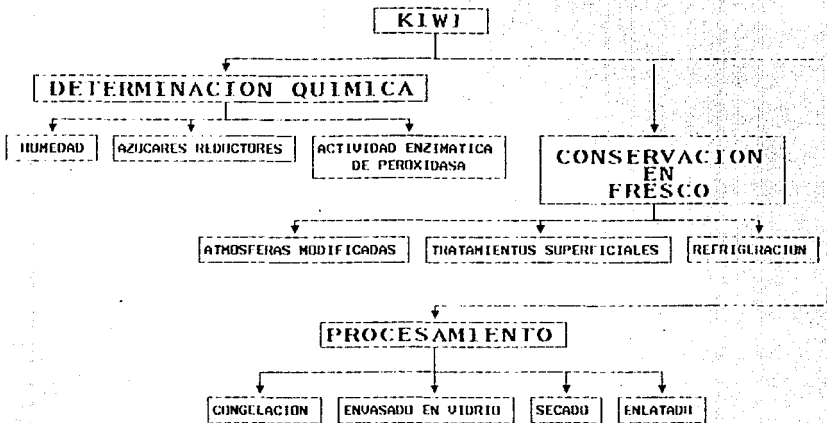 KIWI
DETERMINACION QUIMICA
HUMEDAD
AZUCARES REDUCTORES
ACTIVIDAD ENZIMATICA
DE PEROXIDASA
CONSERVACION
EN
FRESCO
ATMOSFERAS MODIFICADAS
TRATAMIENTOS SUPERFICIALES
REFRIGERACION
PROCESAMIENTO
CONGELACION
ENVASADO EN VIDRIO
SECADO
ENLATADO